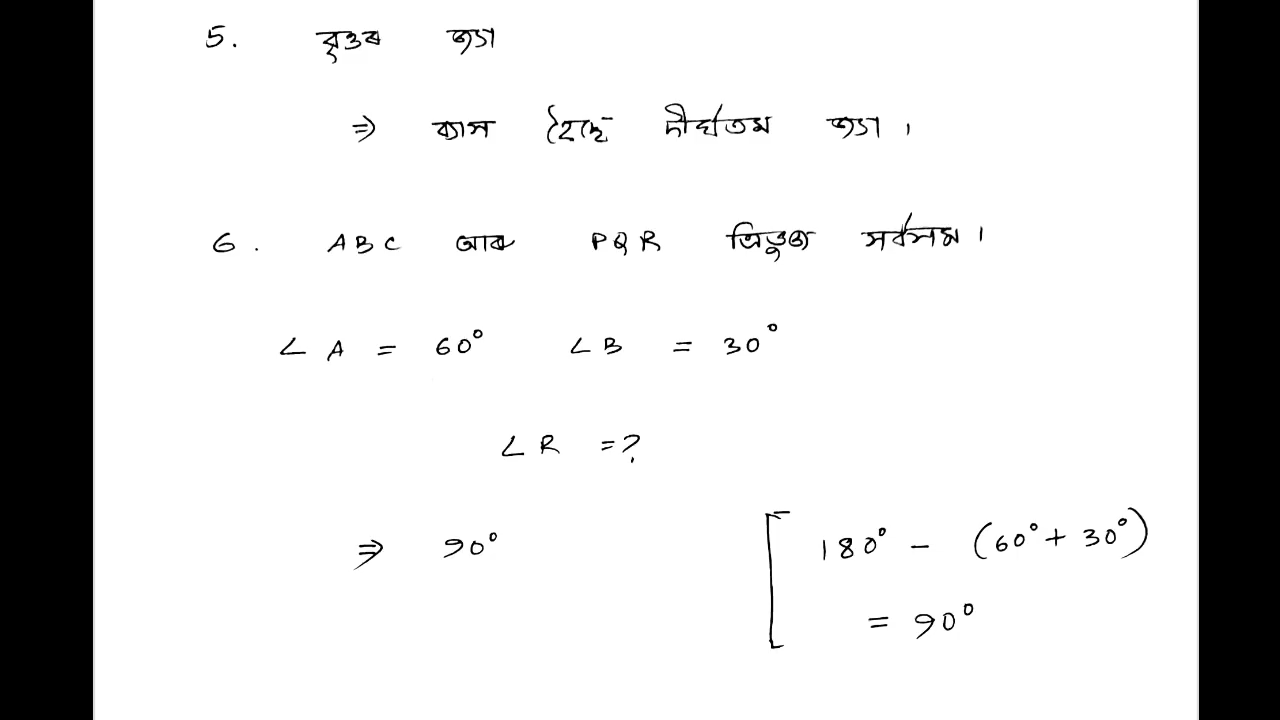 5. বৃত্তৰ জ্যা
⇒ ব্যাস হৈছে দীৰ্ঘতম জ্যা ।
6. ABC আৰু PQR ত্ৰিভুজ সৰ্বসম ।
∠A = 60° ∠B = 30°
∠R = ?
⇒ 90° [ 180° - (60° + 30°)
= 90°